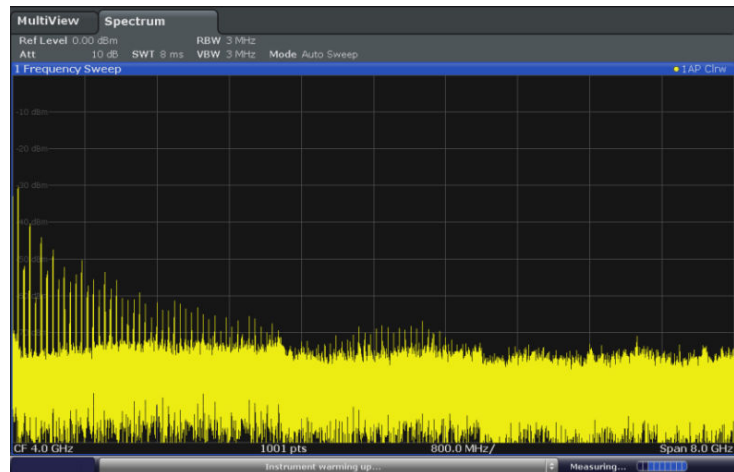 MultiView Spectrum
Ref Level 0.00 dBm RBW 3 MHz
Att 10 dB SWT 8 ms VBW 3 MHz Mode Auto Sweep
1 Frequency Sweep 1AP Clrw
-10 dBm
-20 dBm
-30 dBm
-40 dBm
CF 4.0 GHz 1001 pts 800.0 MHz/ Span 8.0 GHz
Instrument warming up... Measuring...